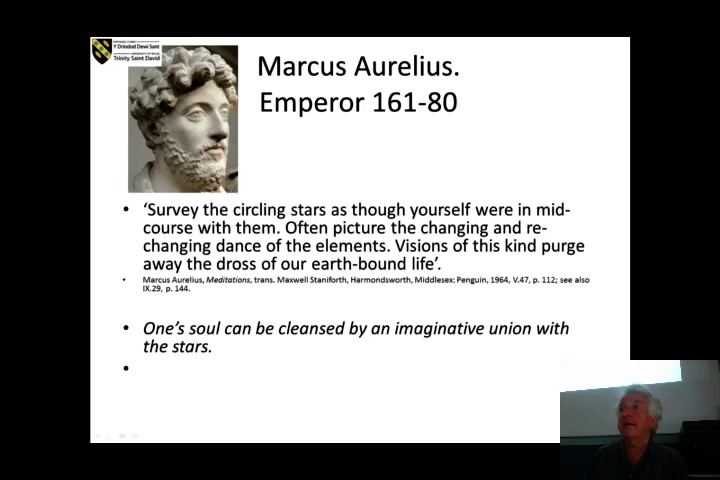 Y Drindod Dewi Sant
Trinity Saint David
Marcus Aurelius.
Emperor 161-80
• ‘Survey the circling stars as though yourself were in mid-
course with them. Often picture the changing and re-
changing dance of the elements. Visions of this kind purge
away the dross of our earth-bound life’.
• Marcus Aurelius, Meditations, trans. Maxwell Staniforth, Harmondsworth, Middlesex: Penguin, 1964, V.47, p. 112; see also
IX.29, p. 144.
• One’s soul can be cleansed by an imaginative union with
the stars.
•